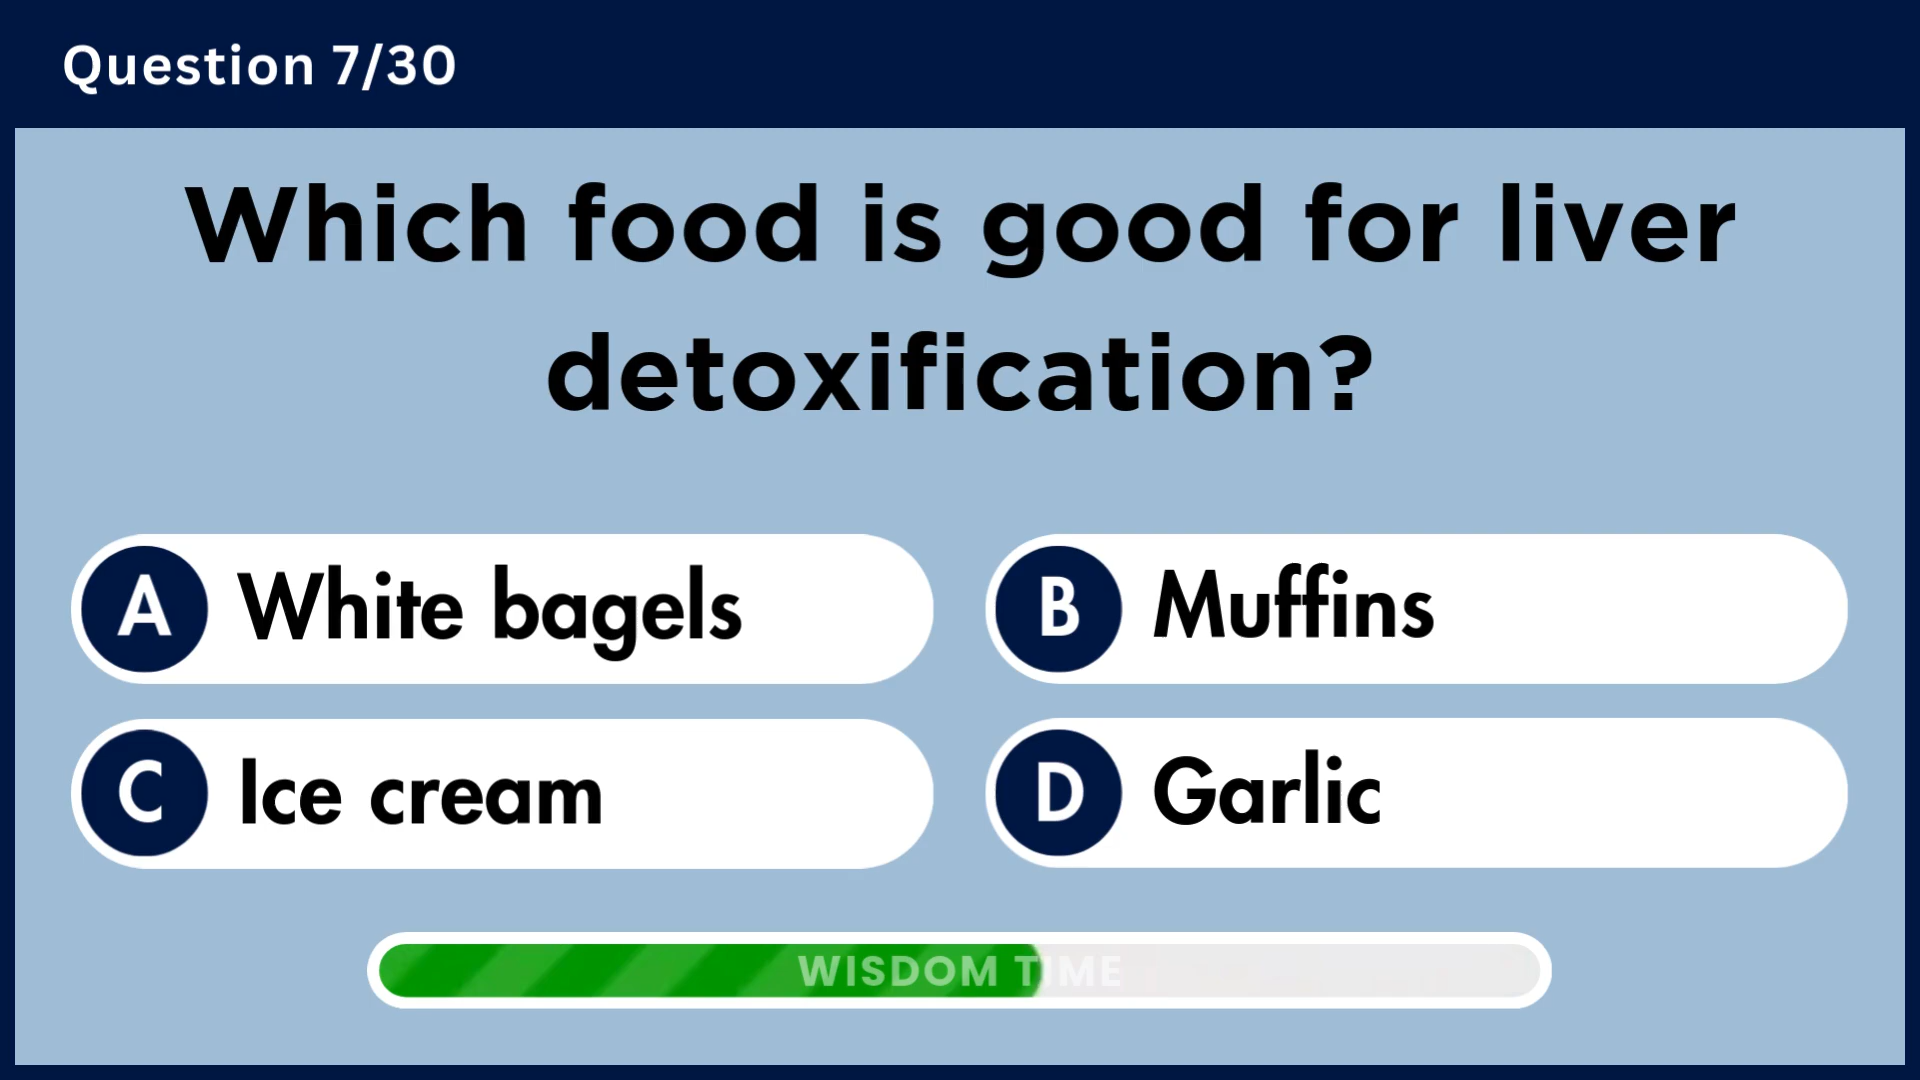 Question 7/30
Which food is good for liver
detoxification?
A White bagels
B Muffins
C Ice cream
D Garlic
WISDOM TIME